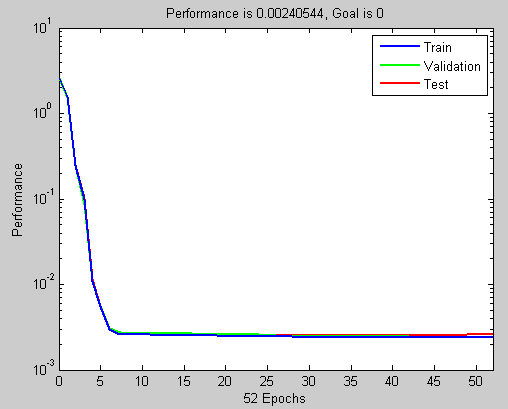 Performance is 0.00240544, Goal is 0
10^1
10^0
10^-1
10^-2
10^-3
Performance
Train
Validation
Test
0 5 10 15 20 25 30 35 40 45 50
52 Epochs